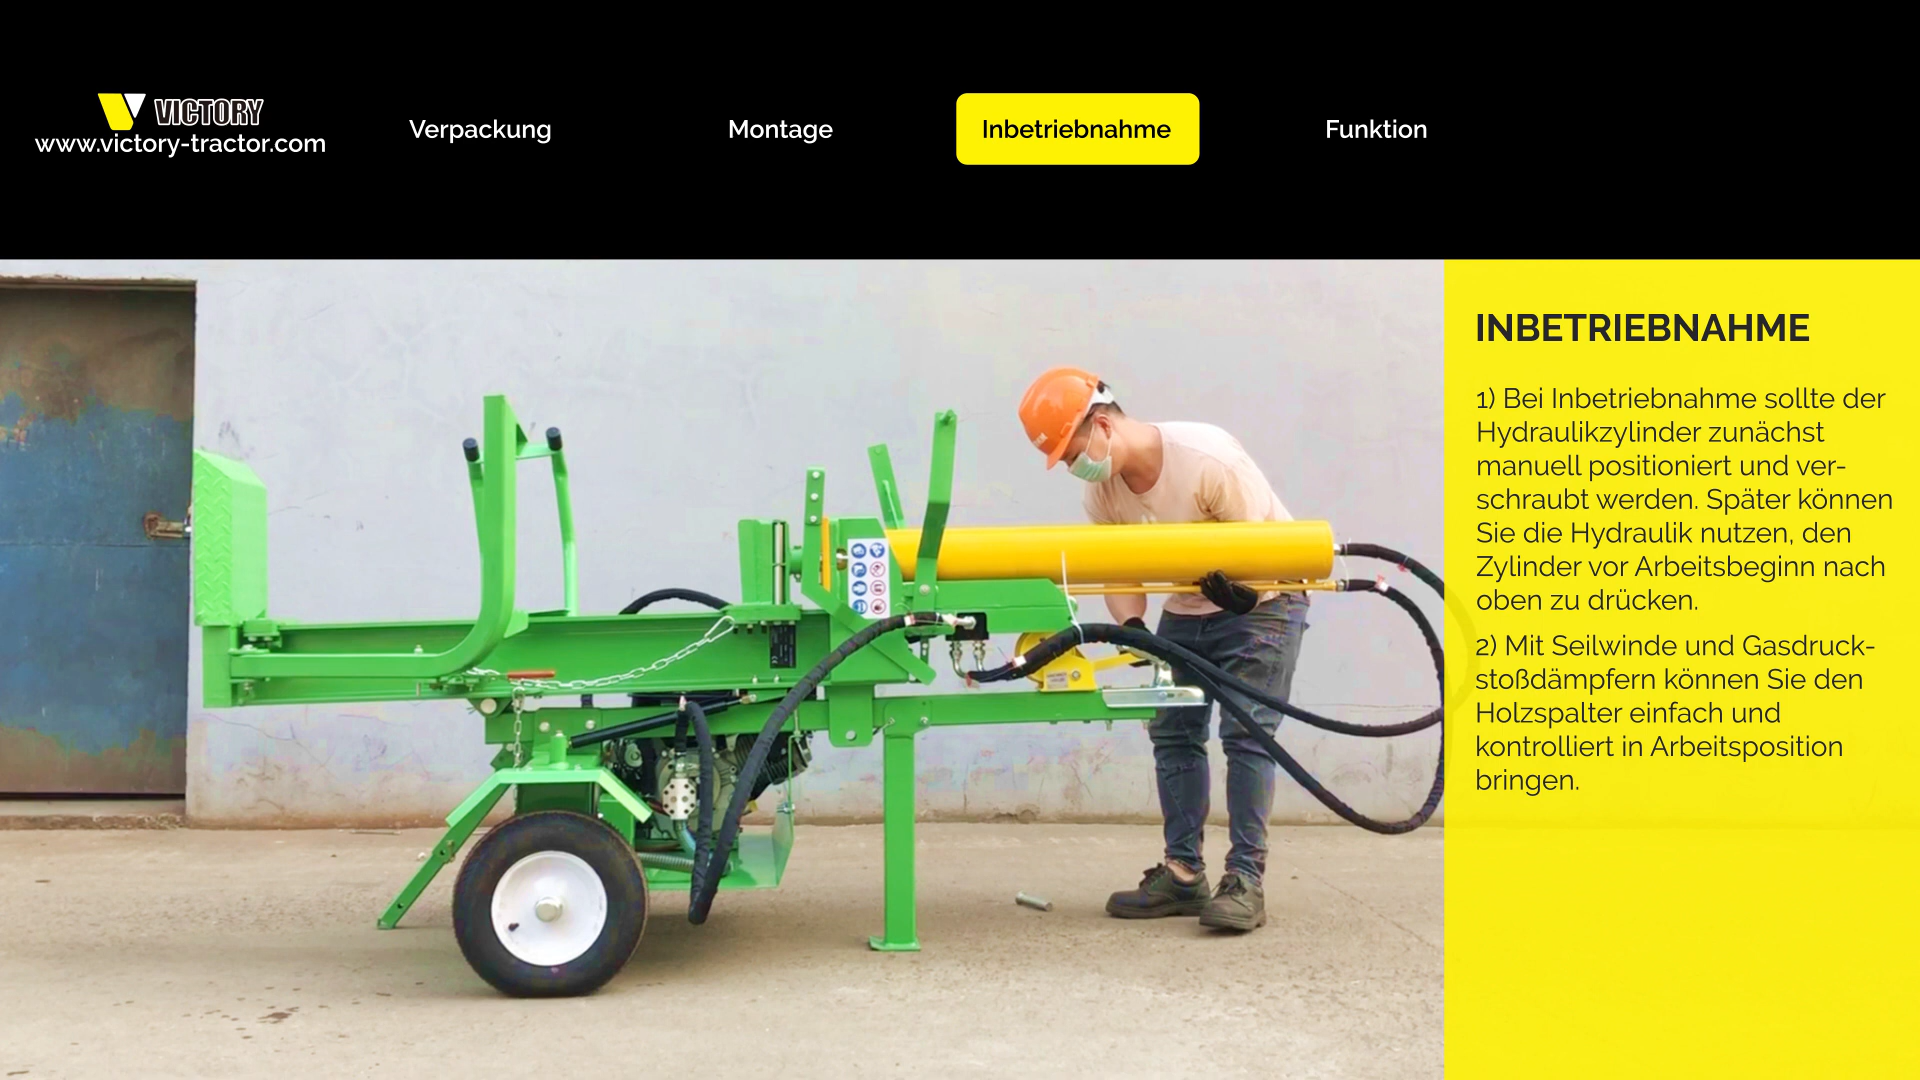 VICTORY
www.victory-tractor.com
Verpackung
Montage
Inbetriebnahme
Funktion
INBETRIEBNAHME
1) Bei Inbetriebnahme sollte der
Hydraulikzylinder zunächst
manuell positioniert und ver-
schraubt werden. Später können
Sie die Hydraulik nutzen, den
Zylinder vor Arbeitsbeginn nach
oben zu drücken.
2) Mit Seilwinde und Gasdruck-
stoßdämpfern können Sie den
Holzspalter einfach und
kontrolliert in Arbeitsposition
bringen.